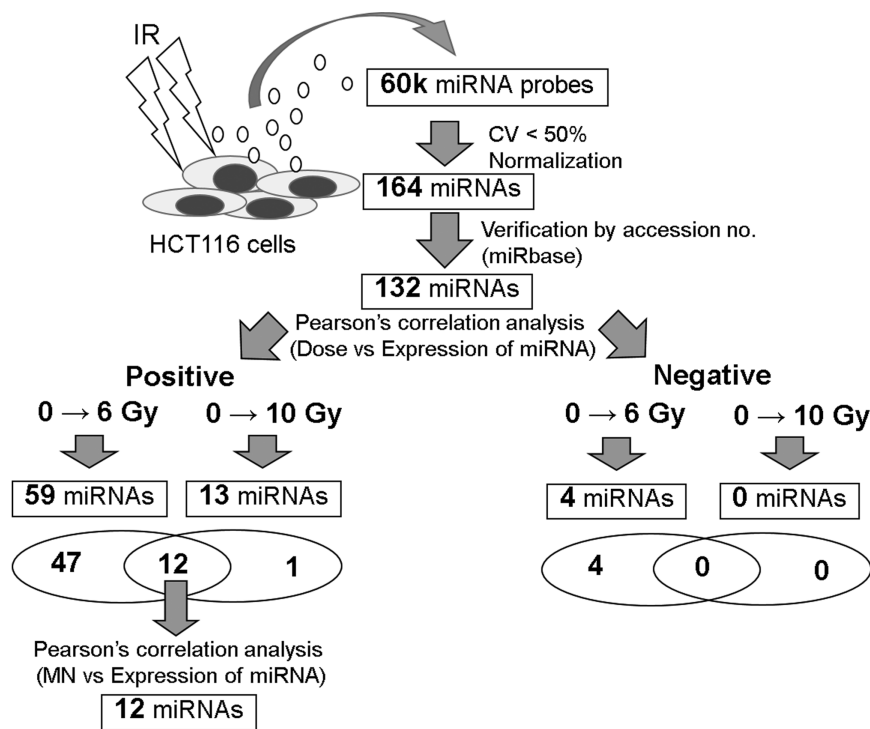 IR
60k miRNA probes
CV < 50%
Normalization
164 miRNAs
HCT116 cells
Verification by accession no.
(miRbase)
132 miRNAs
Pearson's correlation analysis
(Dose vs Expression of miRNA)
Positive
0 → 6 Gy
0 → 10 Gy
59 miRNAs
13 miRNAs
47
12
1
Pearson's correlation analysis
(MN vs Expression of miRNA)
12 miRNAs
Negative
0 → 6 Gy
0 → 10 Gy
4 miRNAs
0 miRNAs
4
0
0